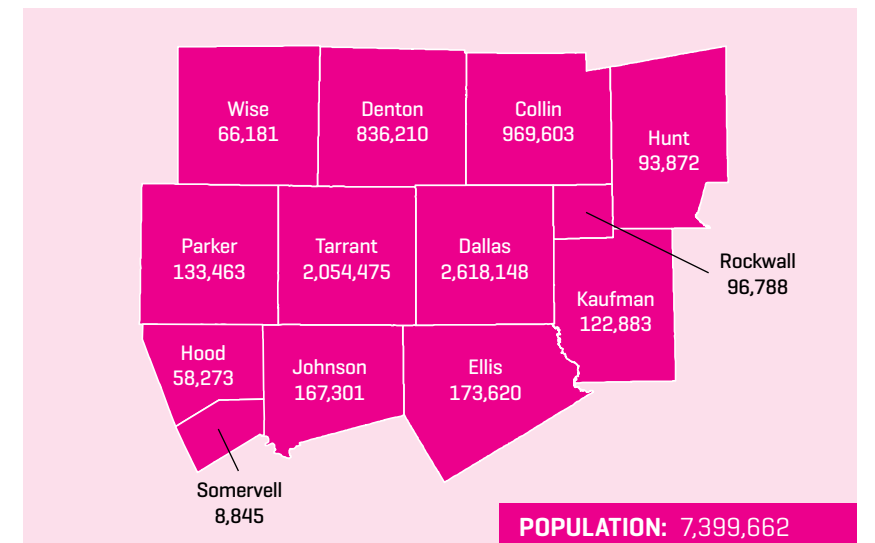 Wise
66,181
Denton
836,210
Collin
969,603
Hunt
93,872
Parker
133,463
Tarrant
2,054,475
Dallas
2,618,148
Rockwall
96,788
Kaufman
122,883
Hood
58,273
Johnson
167,301
Ellis
173,620
Somervell
8,845
POPULATION: 7,399,662